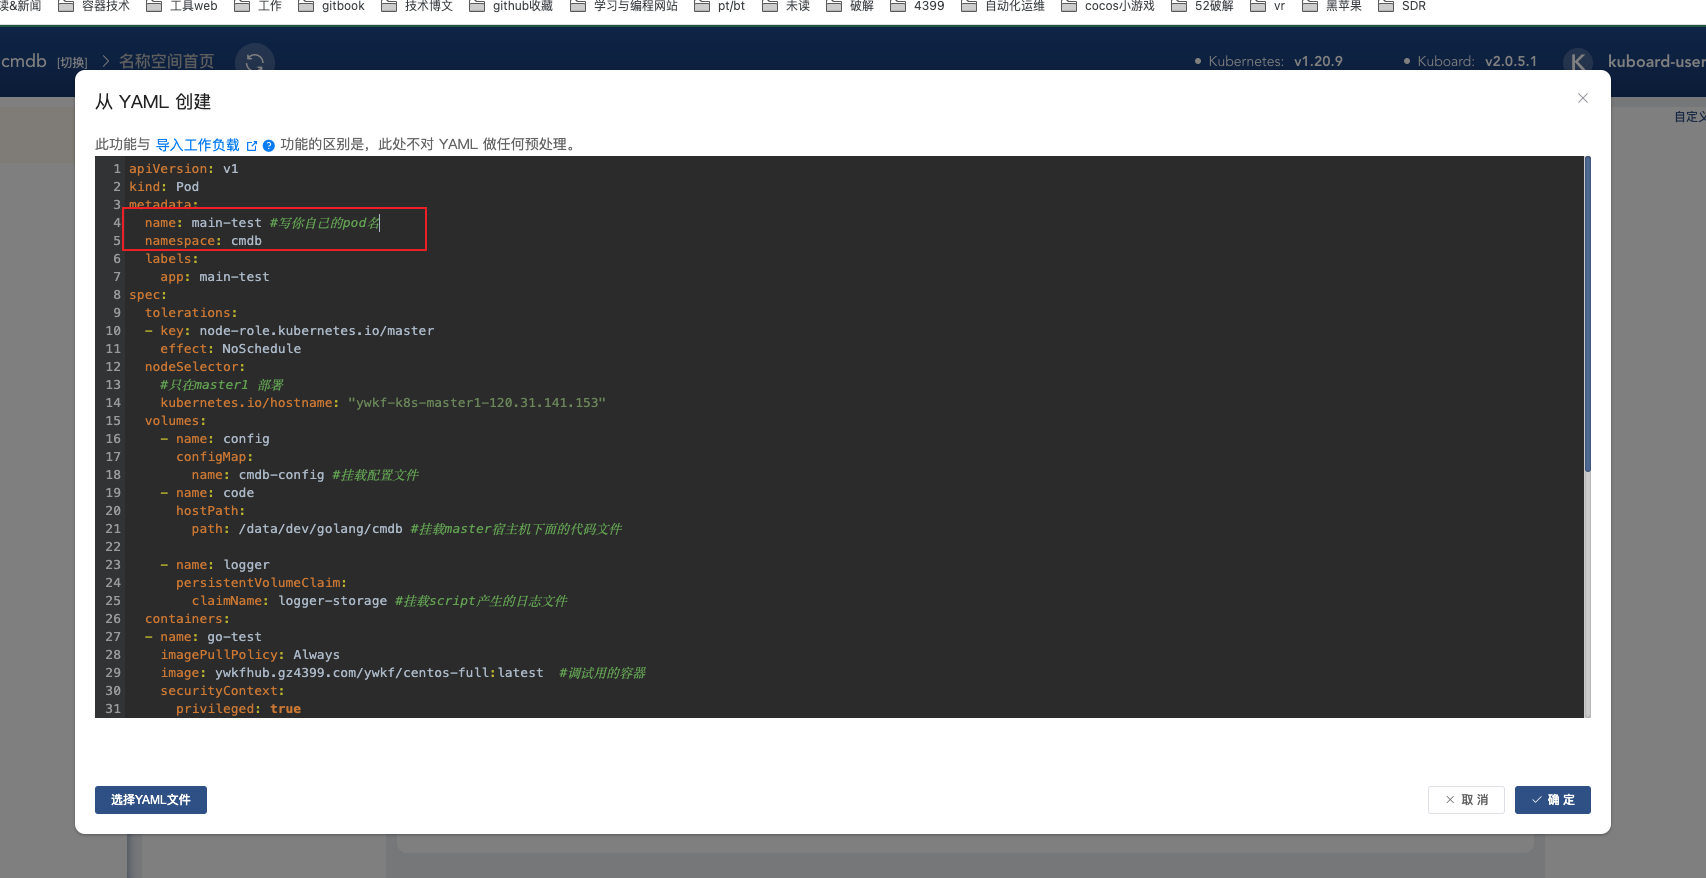 读&新闻 容器技术 工具web 工作 gitbook 技术博文 github收藏 学习与编程网站 pt/bt 未读 破解 4399 自动化运维 cocos小游戏 52破解 vr 黑苹果 SDR
cmdb [切换] > 名称空间首页 Kubernetes: v1.20.9 Kuboard: v2.0.5.1 K kuboard-user
自定义
从 YAML 创建
此功能与 导入工作负载 ? 功能的区别是，此处不对 YAML 做任何预处理。
1 apiVersion: v1
2 kind: Pod
3 metadata:
4 name: main-test #写你自己的pod名
5 namespace: cmdb
6 labels:
7 app: main-test
8 spec:
9 tolerations:
10 - key: node-role.kubernetes.io/master
11 effect: NoSchedule
12 nodeSelector:
13 #只在master1 部署
14 kubernetes.io/hostname: "ywkf-k8s-master1-120.31.141.153"
15 volumes:
16 - name: config
17 configMap:
18 name: cmdb-config #挂载配置文件
19 - name: code
20 hostPath:
21 path: /data/dev/golang/cmdb #挂载master宿主机下面的代码文件
22
23 - name: logger
24 persistentVolumeClaim:
25 claimName: logger-storage #挂载script产生的日志文件
26 containers:
27 - name: go-test
28 imagePullPolicy: Always
29 image: ywkfhub.gz4399.com/ywkf/centos-full:latest #调试用的容器
30 securityContext:
31 privileged: true
选择YAML文件 取 消 确 定